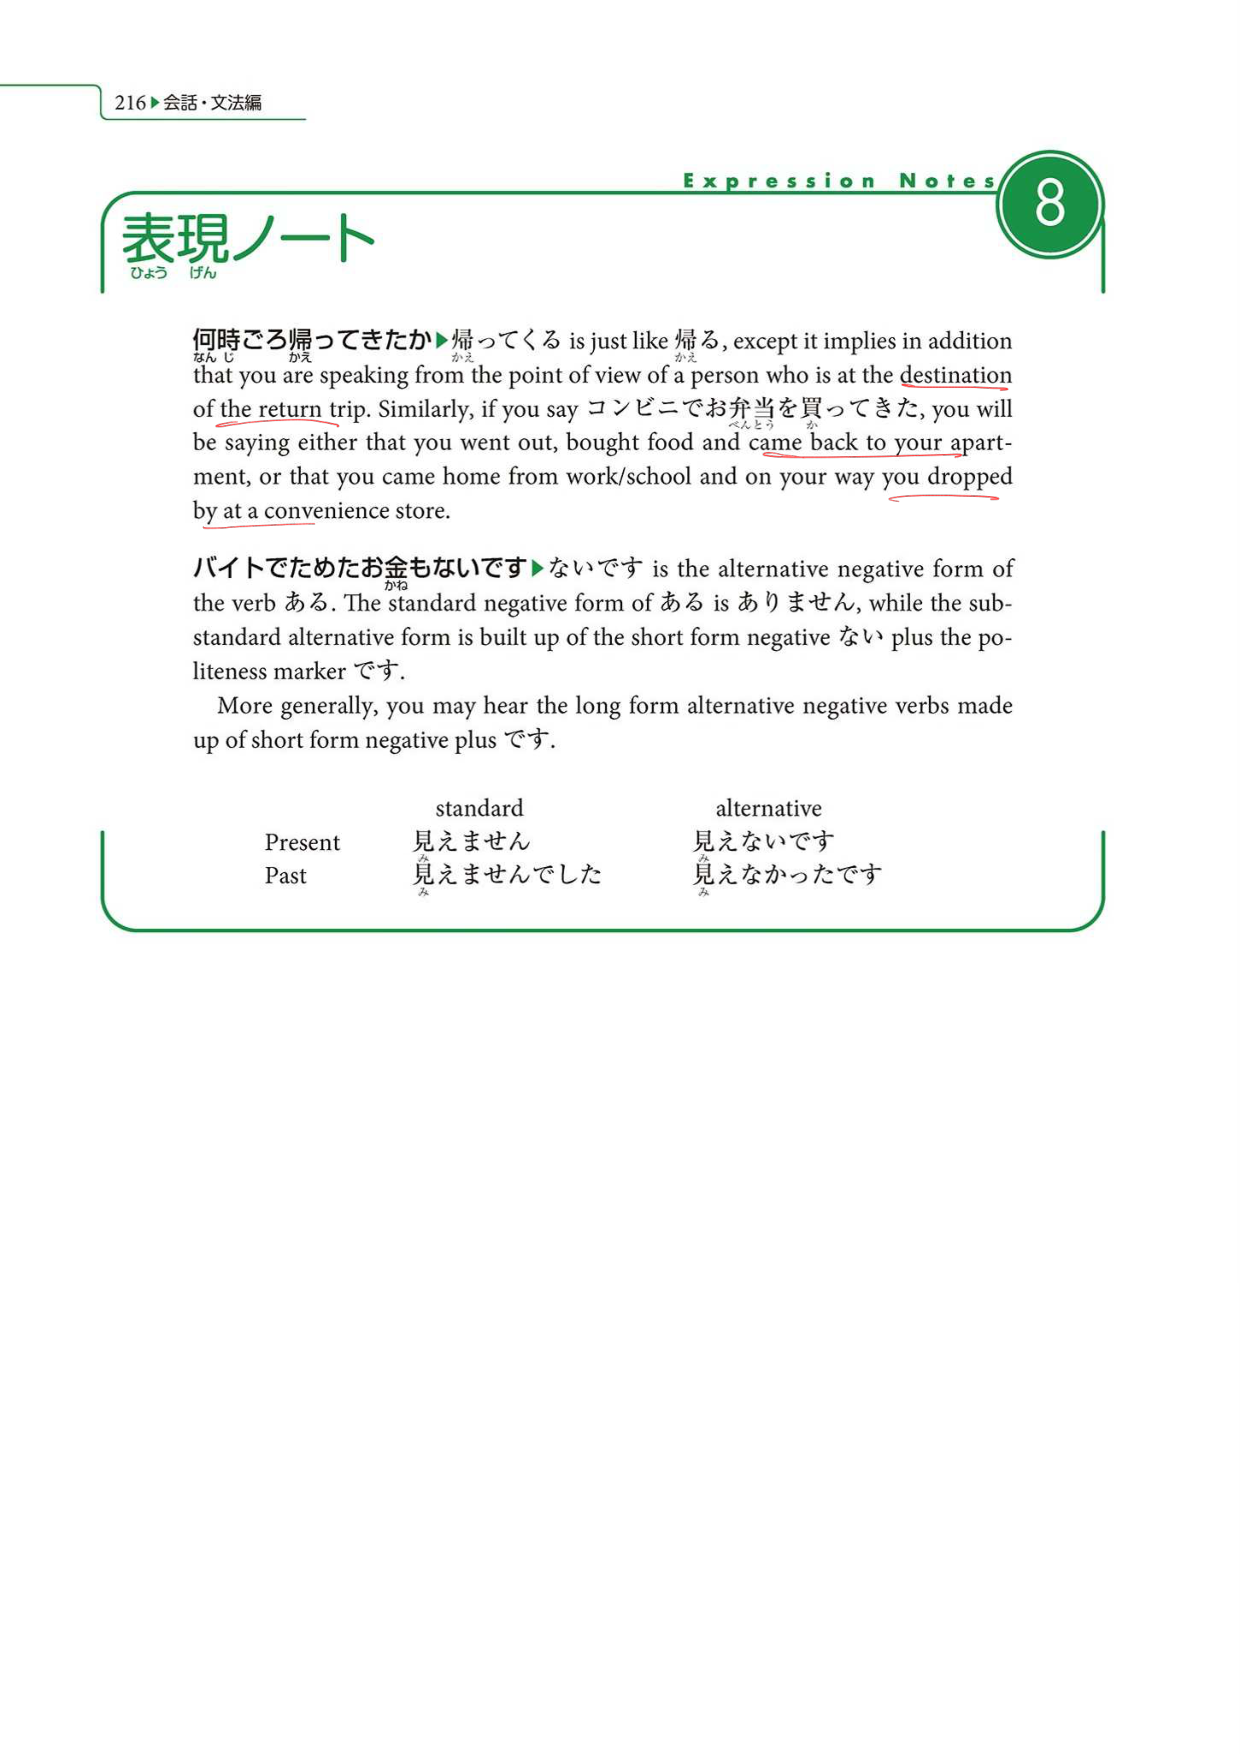 216▶会話・文法編
Expression Notes 8
表現ノート
ひょう げん
何時ごろ帰ってきたか▶帰ってくる is just like 帰る, except it implies in addition
なんじ かえ かえ かえ
that you are speaking from the point of view of a person who is at the destination
of the return trip. Similarly, if you say コンビニでお弁当を買ってきた, you will
べんとう か
be saying either that you went out, bought food and came back to your apart-
ment, or that you came home from work/school and on your way you dropped
by at a convenience store.
バイトでためたお金もないです▶ないです is the alternative negative form of
かね
the verb ある. The standard negative form of ある is ありません, while the sub-
standard alternative form is built up of the short form negative ない plus the po-
liteness marker です.
More generally, you may hear the long form alternative negative verbs made
up of short form negative plus です.
standard alternative
Present 見えません 見えないです
み み
Past 見えませんでした 見えなかったです
み み